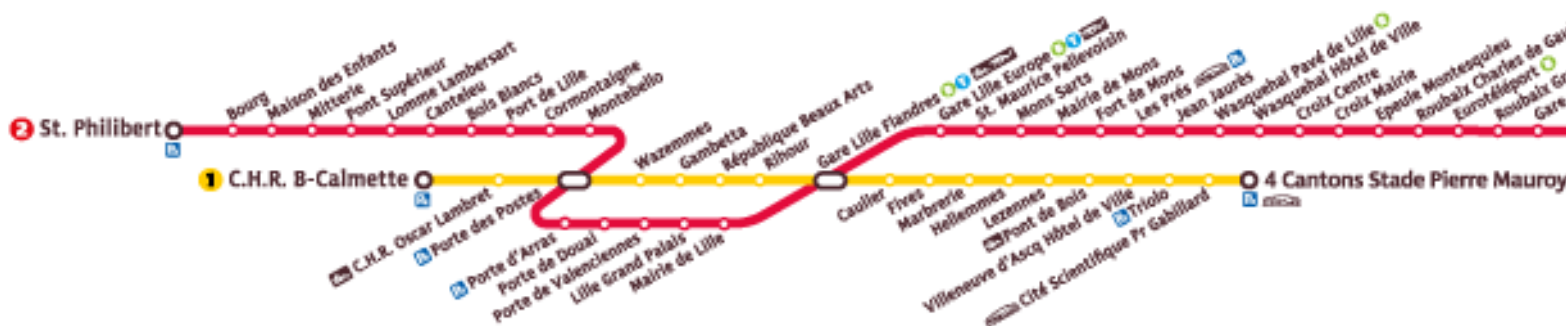 2 St. Philibert
Bourg
Maison des Enfants
Mitterie
Pont Supérieur
Lomme Lambersart
Canteleu
Bois Blancs
Port de Lille
Cormontaigne
Montebello
Gare Lille Flandres
Gare Lille Europe
St. Maurice Pellevoisin
Mons Sarts
Mairie de Mons
Fort de Mons
Les Prés
Jean Jaurès
Wasquehal Pavé de Lille
Wasquehal Hôtel de Ville
Croix Centre
Croix Mairie
Epeule Montesquieu
Roubaix Charles de Gau
Eurotéléport
Roubaix
Gar
1 C.H.R. B-Calmette
Wazemmes
Gambetta
République Beaux Arts
Rihour
4 Cantons Stade Pierre Mauroy
C.H.R. Oscar Lambret
Porte des Postes
Porte d'Arras
Porte de Douai
Porte de Valenciennes
Lille Grand Palais
Mairie de Lille
Caulier
Fives
Marbrerie
Hellemmes
Lezennes
Pont de Bois
Villeneuve d'Ascq Hôtel de Ville
Triolo
Cité Scientifique Pr Gabillard